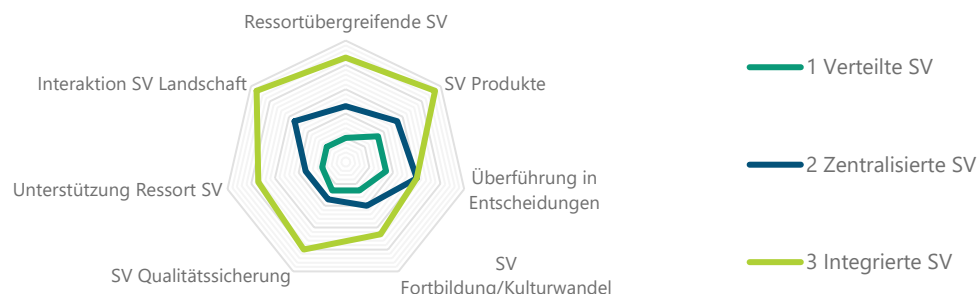 Ressortübergreifende SV
SV Produkte
Überführung in
Entscheidungen
SV
Fortbildung/Kulturwandel
SV Qualitätssicherung
Unterstützung Ressort SV
Interaktion SV Landschaft
1 Verteilte SV
2 Zentralisierte SV
3 Integrierte SV